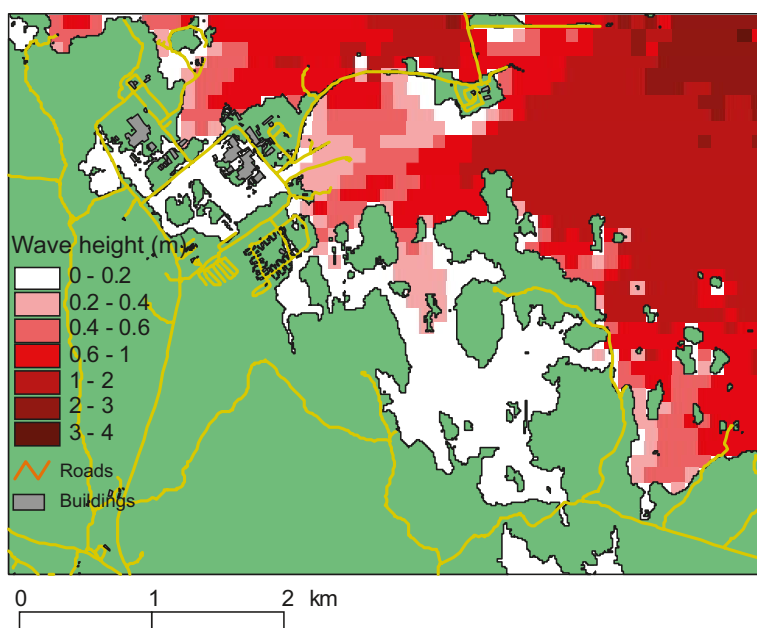 Wave height (m)
0 - 0.2
0.2 - 0.4
0.4 - 0.6
0.6 - 1
1 - 2
2 - 3
3 - 4
Roads
Buildings
0 1 2 km